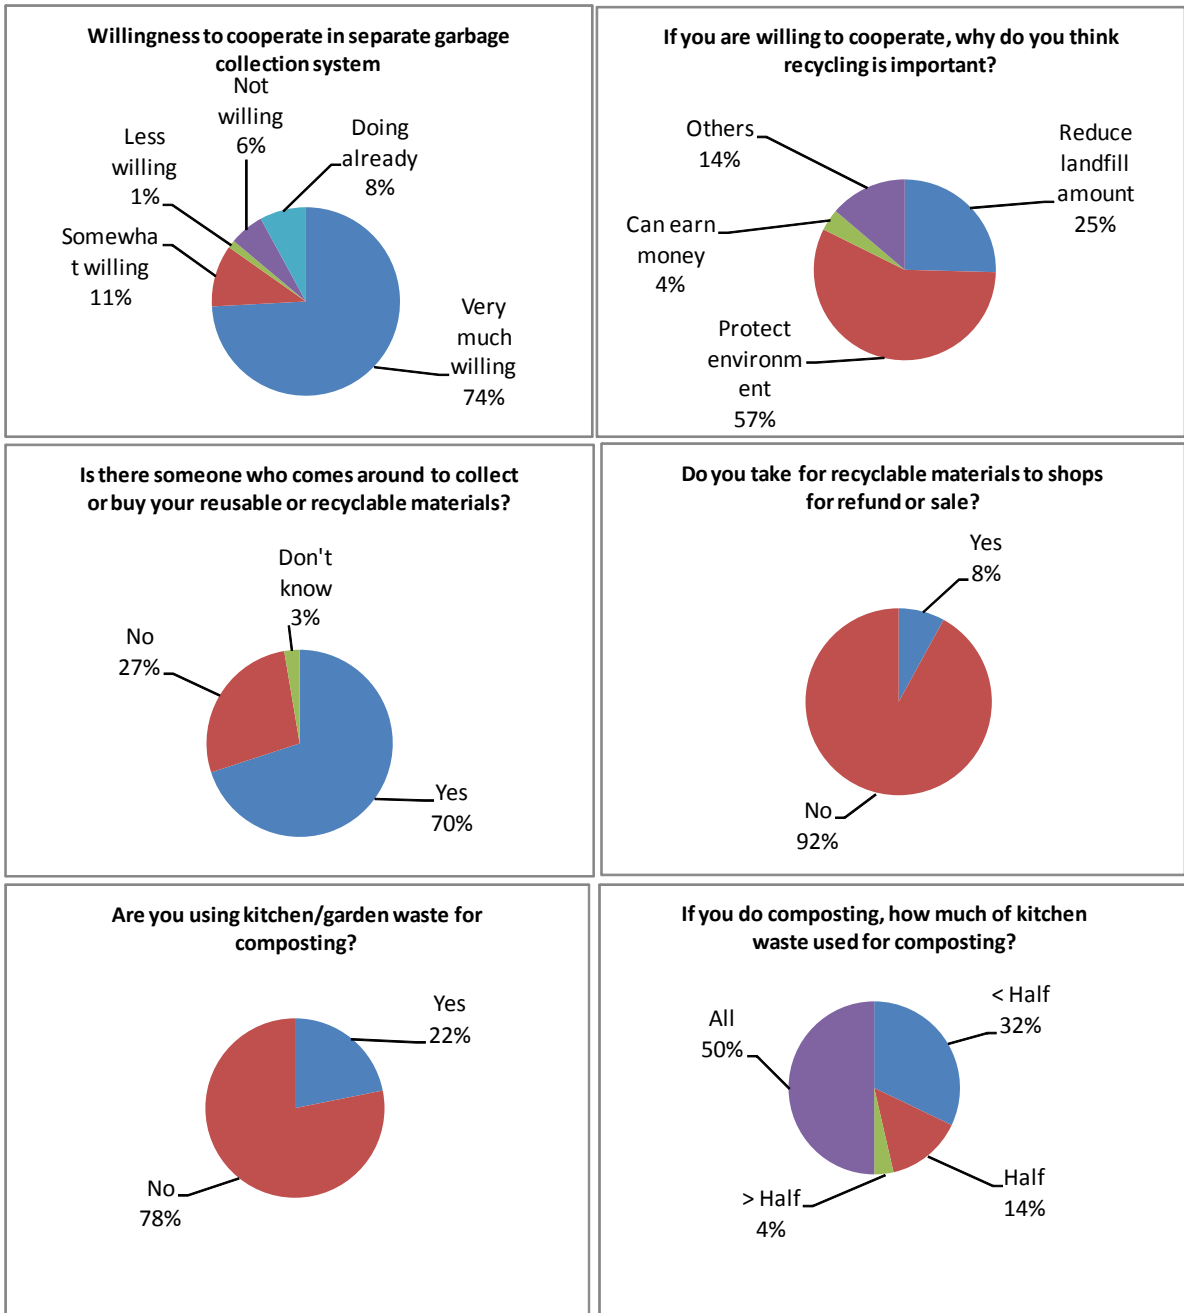 Willingness to cooperate in separate garbage
collection system
Not
willing
6%
Doing
already
8%
Less
willing
1%
Somewha
t willing
11%
Very
much
willing
74%
If you are willing to cooperate, why do you think
recycling is important?
Others
14%
Reduce
landfill
amount
25%
Can earn
money
4%
Protect
environm
ent
57%
Is there someone who comes around to collect
or buy your reusable or recyclable materials?
Don't
know
3%
No
27%
Yes
70%
Do you take for recyclable materials to shops
for refund or sale?
Yes
8%
No
92%
Are you using kitchen/garden waste for
composting?
Yes
22%
No
78%
If you do composting, how much of kitchen
waste used for composting?
< Half
32%
All
50%
Half
14%
> Half
4%